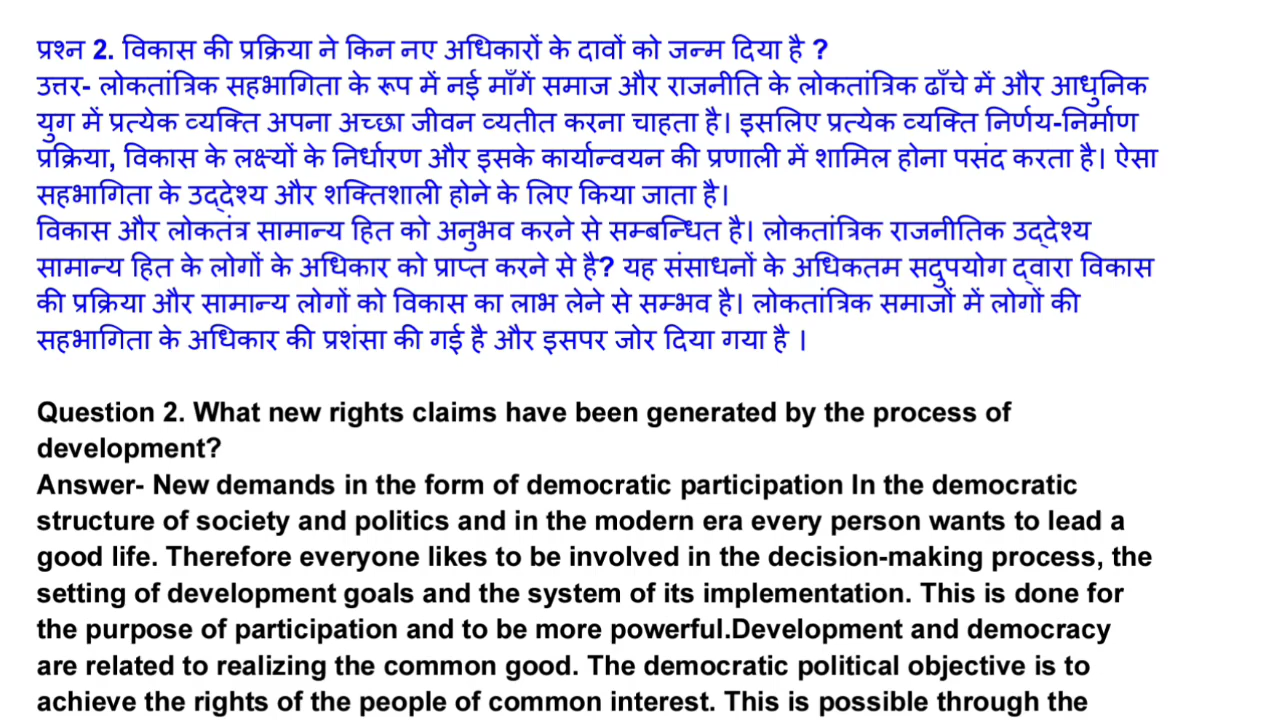 प्रश्न 2. विकास की प्रक्रिया ने किन नए अधिकारों के दावों को जन्म दिया है ?
उत्तर- लोकतांत्रिक सहभागिता के रूप में नई माँगें समाज और राजनीति के लोकतांत्रिक ढाँचे में और आधुनिक
युग में प्रत्येक व्यक्ति अपना अच्छा जीवन व्यतीत करना चाहता है। इसलिए प्रत्येक व्यक्ति निर्णय-निर्माण
प्रक्रिया, विकास के लक्ष्यों के निर्धारण और इसके कार्यान्वयन की प्रणाली में शामिल होना पसंद करता है। ऐसा
सहभागिता के उद्देश्य और शक्तिशाली होने के लिए किया जाता है।
विकास और लोकतंत्र सामान्य हित को अनुभव करने से सम्बन्धित है। लोकतांत्रिक राजनीतिक उद्देश्य
सामान्य हित के लोगों के अधिकार को प्राप्त करने से है? यह संसाधनों के अधिकतम सदुपयोग द्वारा विकास
की प्रक्रिया और सामान्य लोगों को विकास का लाभ लेने से सम्भव है। लोकतांत्रिक समाजों में लोगों की
सहभागिता के अधिकार की प्रशंसा की गई है और इसपर जोर दिया गया है ।
Question 2. What new rights claims have been generated by the process of
development?
Answer- New demands in the form of democratic participation In the democratic
structure of society and politics and in the modern era every person wants to lead a
good life. Therefore everyone likes to be involved in the decision-making process, the
setting of development goals and the system of its implementation. This is done for
the purpose of participation and to be more powerful.Development and democracy
are related to realizing the common good. The democratic political objective is to
achieve the rights of the people of common interest. This is possible through the